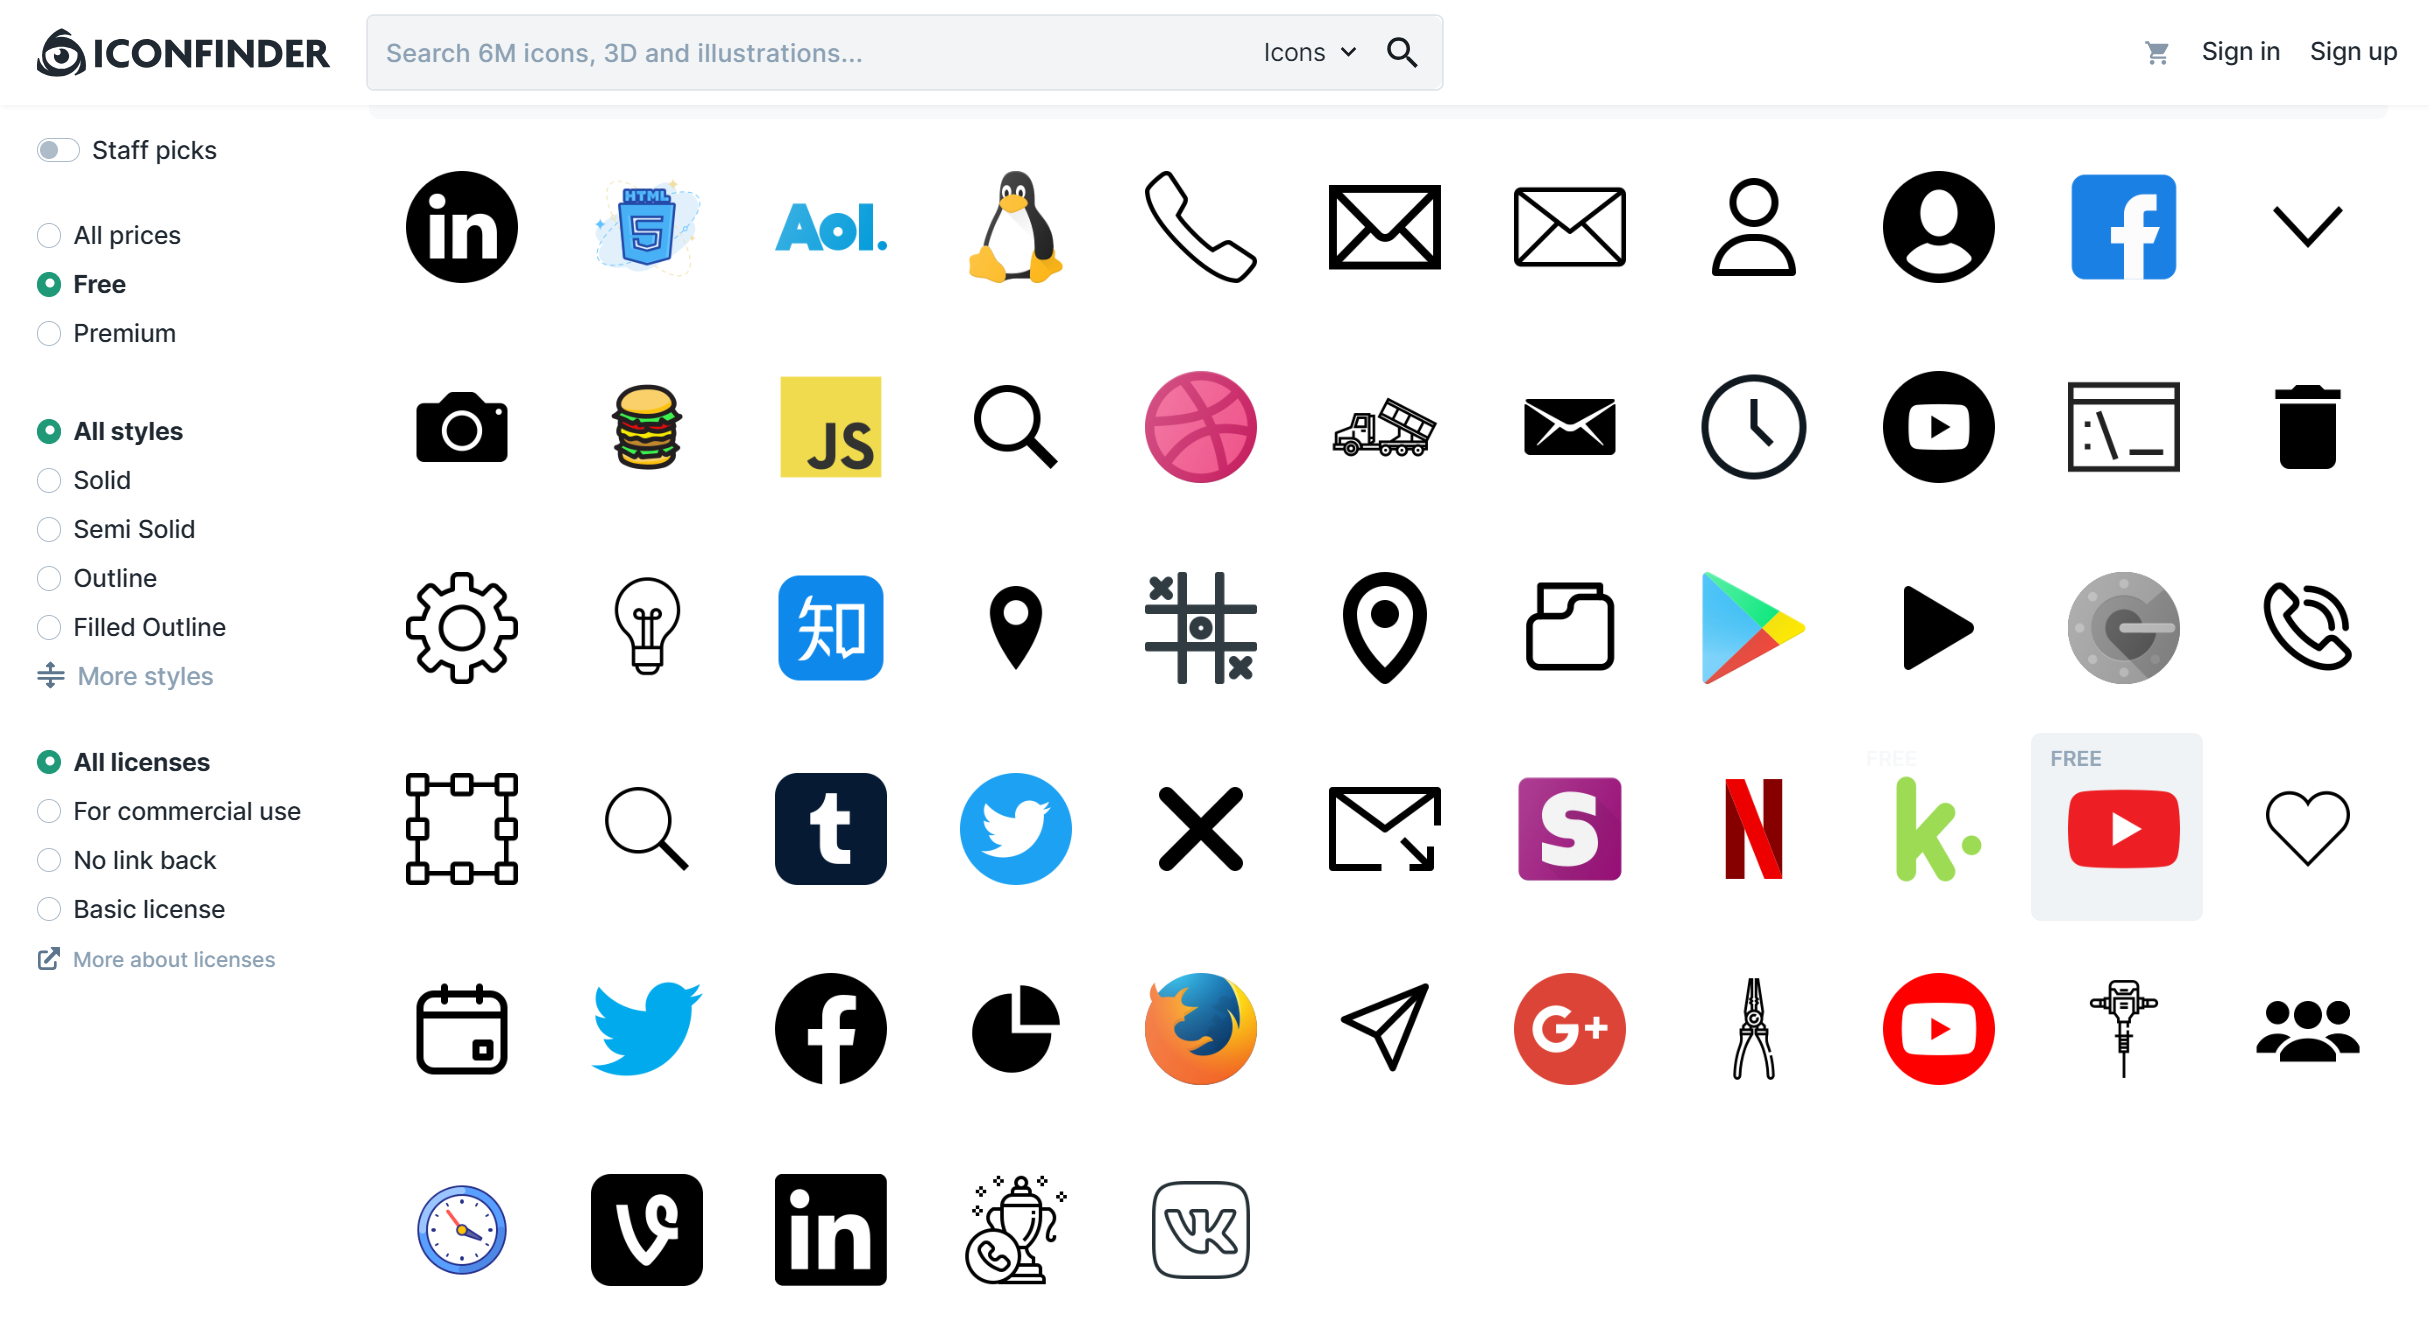 ICONFINDER
Search 6M icons, 3D and illustrations...
Icons
Sign in
Sign up
Staff picks
All prices
Free
Premium
All styles
Solid
Semi Solid
Outline
Filled Outline
More styles
All licenses
For commercial use
No link back
Basic license
More about licenses
in
HTML
5
Aol.
f
JS
:\_
知
t
S
N
FREE
k.
FREE
f
G+
in
VK